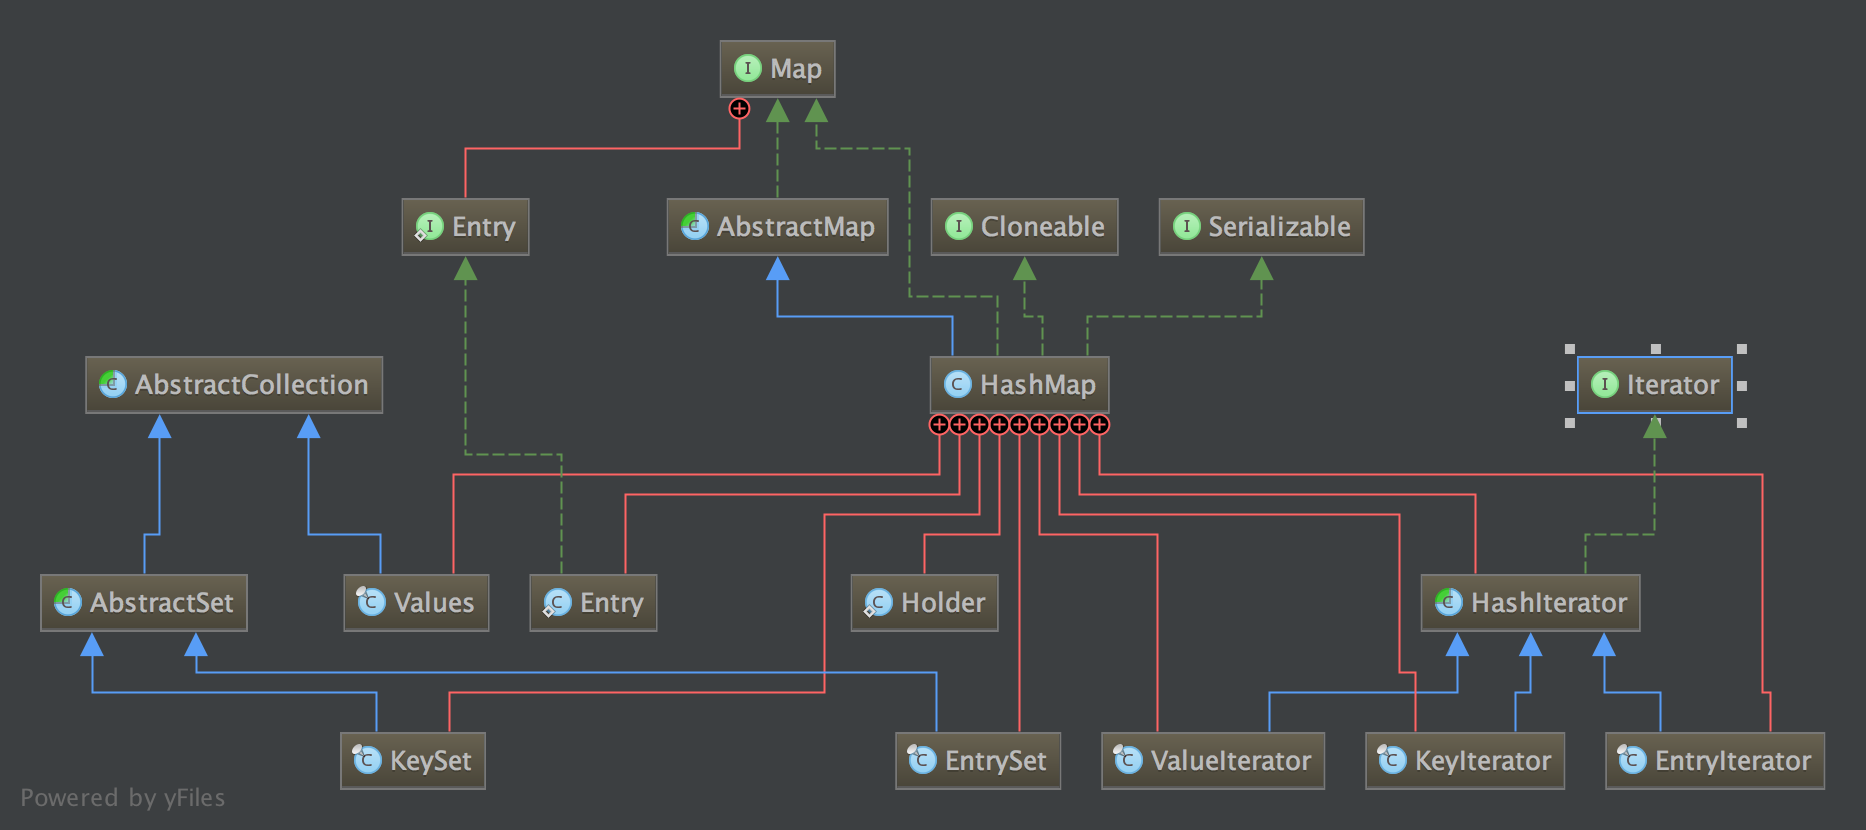 Map
Entry
AbstractMap
Cloneable
Serializable
AbstractCollection
HashMap
Iterator
AbstractSet
Values
Entry
Holder
HashIterator
KeySet
EntrySet
ValueIterator
KeyIterator
EntryIterator
Powered by yFiles